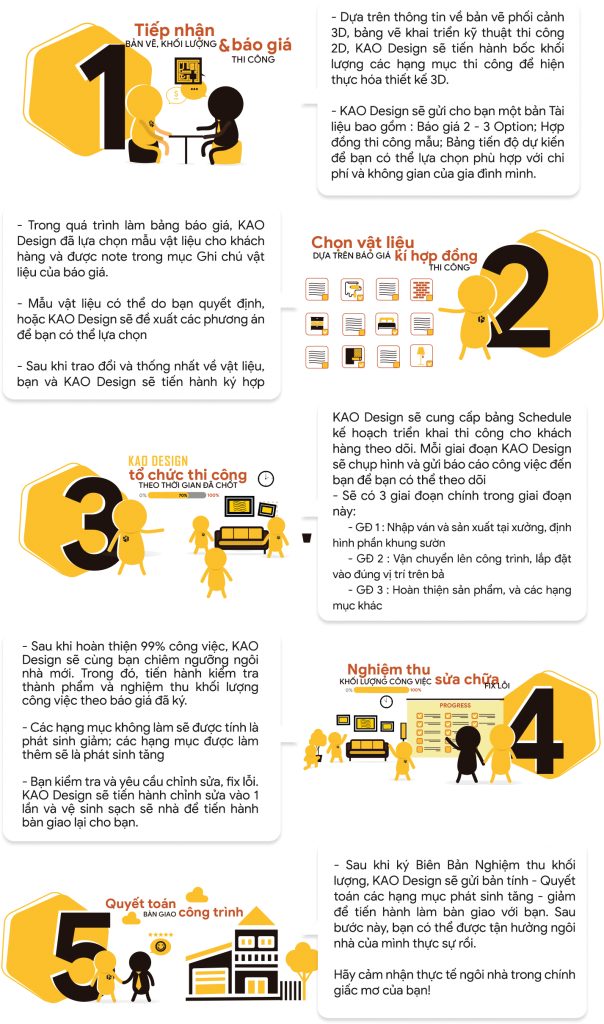 Tiếp nhận
BẢN VẼ, KHỐI LƯỢNG & báo giá
THI CÔNG
1
- Dựa trên thông tin về bản vẽ phối cảnh
3D, bảng vẽ khai triển kỹ thuật thi công
2D, KAO Design sẽ tiến hành bốc khối
lượng các hạng mục thi công để hiện
thực hóa thiết kế 3D.
- KAO Design sẽ gửi cho bạn một bản Tài
liệu bao gồm : Báo giá 2 - 3 Option; Hợp
đồng thi công mẫu; Bảng tiến độ dự kiến
để bạn có thể lựa chọn phù hợp với chi
phí và không gian của gia đình mình.
- Trong quá trình làm bảng báo giá, KAO
Design đã lựa chọn mẫu vật liệu cho khách
hàng và được note trong mục Ghi chú vật
liệu của báo giá.
- Mẫu vật liệu có thể do bạn quyết định,
hoặc KAO Design sẽ đề xuất các phương án
để bạn có thể lựa chọn
- Sau khi trao đổi và thống nhất về vật liệu,
bạn và KAO Design sẽ tiến hành ký hợp
Chọn vật liệu
DỰA TRÊN BÁO GIÁ kí hợp đồng
THI CÔNG
2
KAO DESIGN
tổ chức thi công
THEO THỜI GIAN ĐÃ CHỐT
0% 70% 100%
3
KAO Design sẽ cung cấp bảng Schedule
kế hoạch triển khai thi công cho khách
hàng theo dõi. Mỗi giai đoạn KAO Design
sẽ chụp hình và gửi báo cáo công việc đến
bạn để bạn có thể theo dõi
- Sẽ có 3 giai đoạn chính trong giai đoạn
này:
- GĐ 1 : Nhập ván và sản xuất tại xưởng, định
hình phần khung sườn
- GĐ 2 : Vận chuyển lên công trình, lắp đặt
vào đúng vị trí trên bả
- GĐ 3 : Hoàn thiện sản phẩm, và các hạng
mục khác
- Sau khi hoàn thiện 99% công việc, KAO
Design sẽ cùng bạn chiêm ngưỡng ngôi
nhà mới. Trong đó, tiến hành kiểm tra
thành phẩm và nghiệm thu khối lượng
công việc theo báo giá đã ký.
- Các hạng mục không làm sẽ được tính là
phát sinh giảm; các hạng mục được làm
thêm sẽ là phát sinh tăng
- Bạn kiểm tra và yêu cầu chỉnh sửa, fix lỗi.
KAO Design sẽ tiến hành chỉnh sửa vào 1
lần và vệ sinh sạch sẽ nhà để tiến hành
bàn giao lại cho bạn.
Nghiệm thu
KHỐI LƯỢNG CÔNG VIỆC sửa chữa
FIX LỖI
0% 100%
PROGRESS
4
Quyết toán
BÀN GIAO công trình
5
- Sau khi ký Biên Bản Nghiệm thu khối
lượng, KAO Design sẽ gửi bản tính - Quyết
toán các hạng mục phát sinh tăng - giảm
để tiến hành làm bàn giao với bạn. Sau
bước này, bạn có thể được tận hưởng ngôi
nhà của mình thực sự rồi.
Hãy cảm nhận thực tế ngôi nhà trong chính
giấc mơ của bạn!